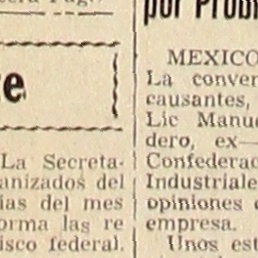 por Prob
MEXICO
La conven
causantes,
Lic Manue
dero, ex—
Confederac
Industriale
opiniones
empresa.
Unos est
La Secreta-
anizados del
ias del mes
orma las re
isco federal.